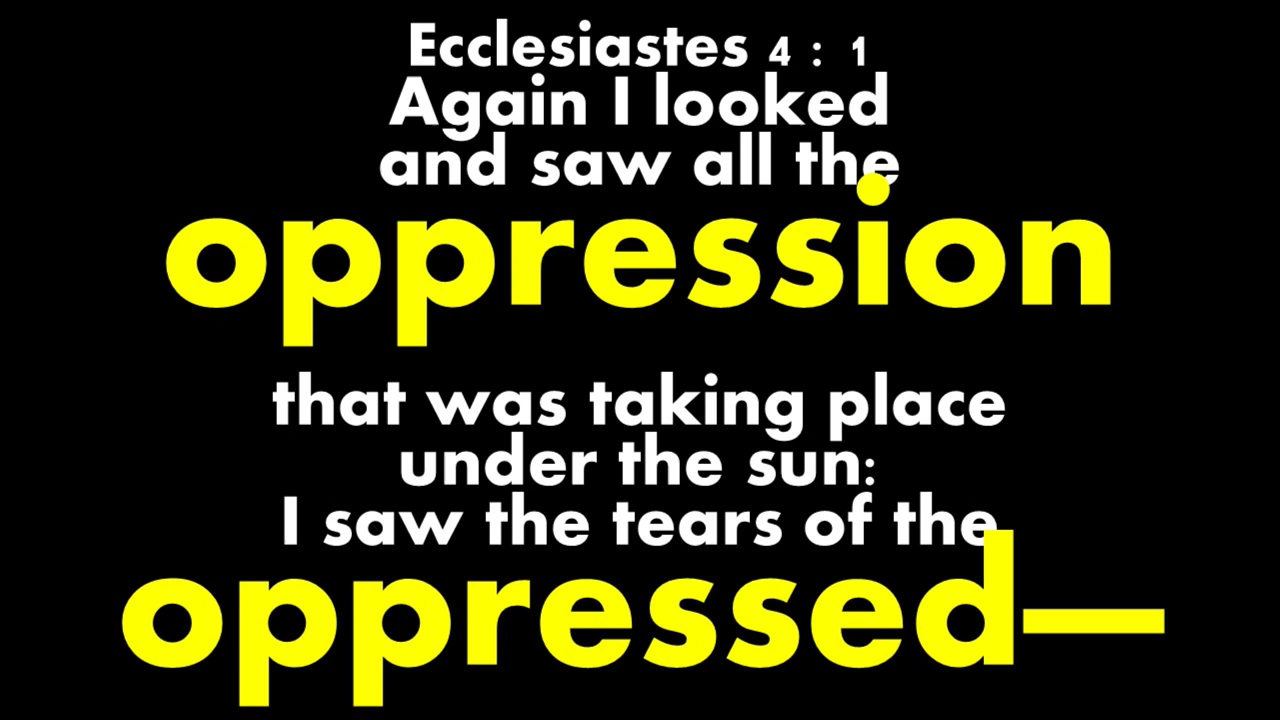 Ecclesiastes 4 : 1
Again I looked
and saw all the
oppression
that was taking place
under the sun:
I saw the tears of the
oppressed—